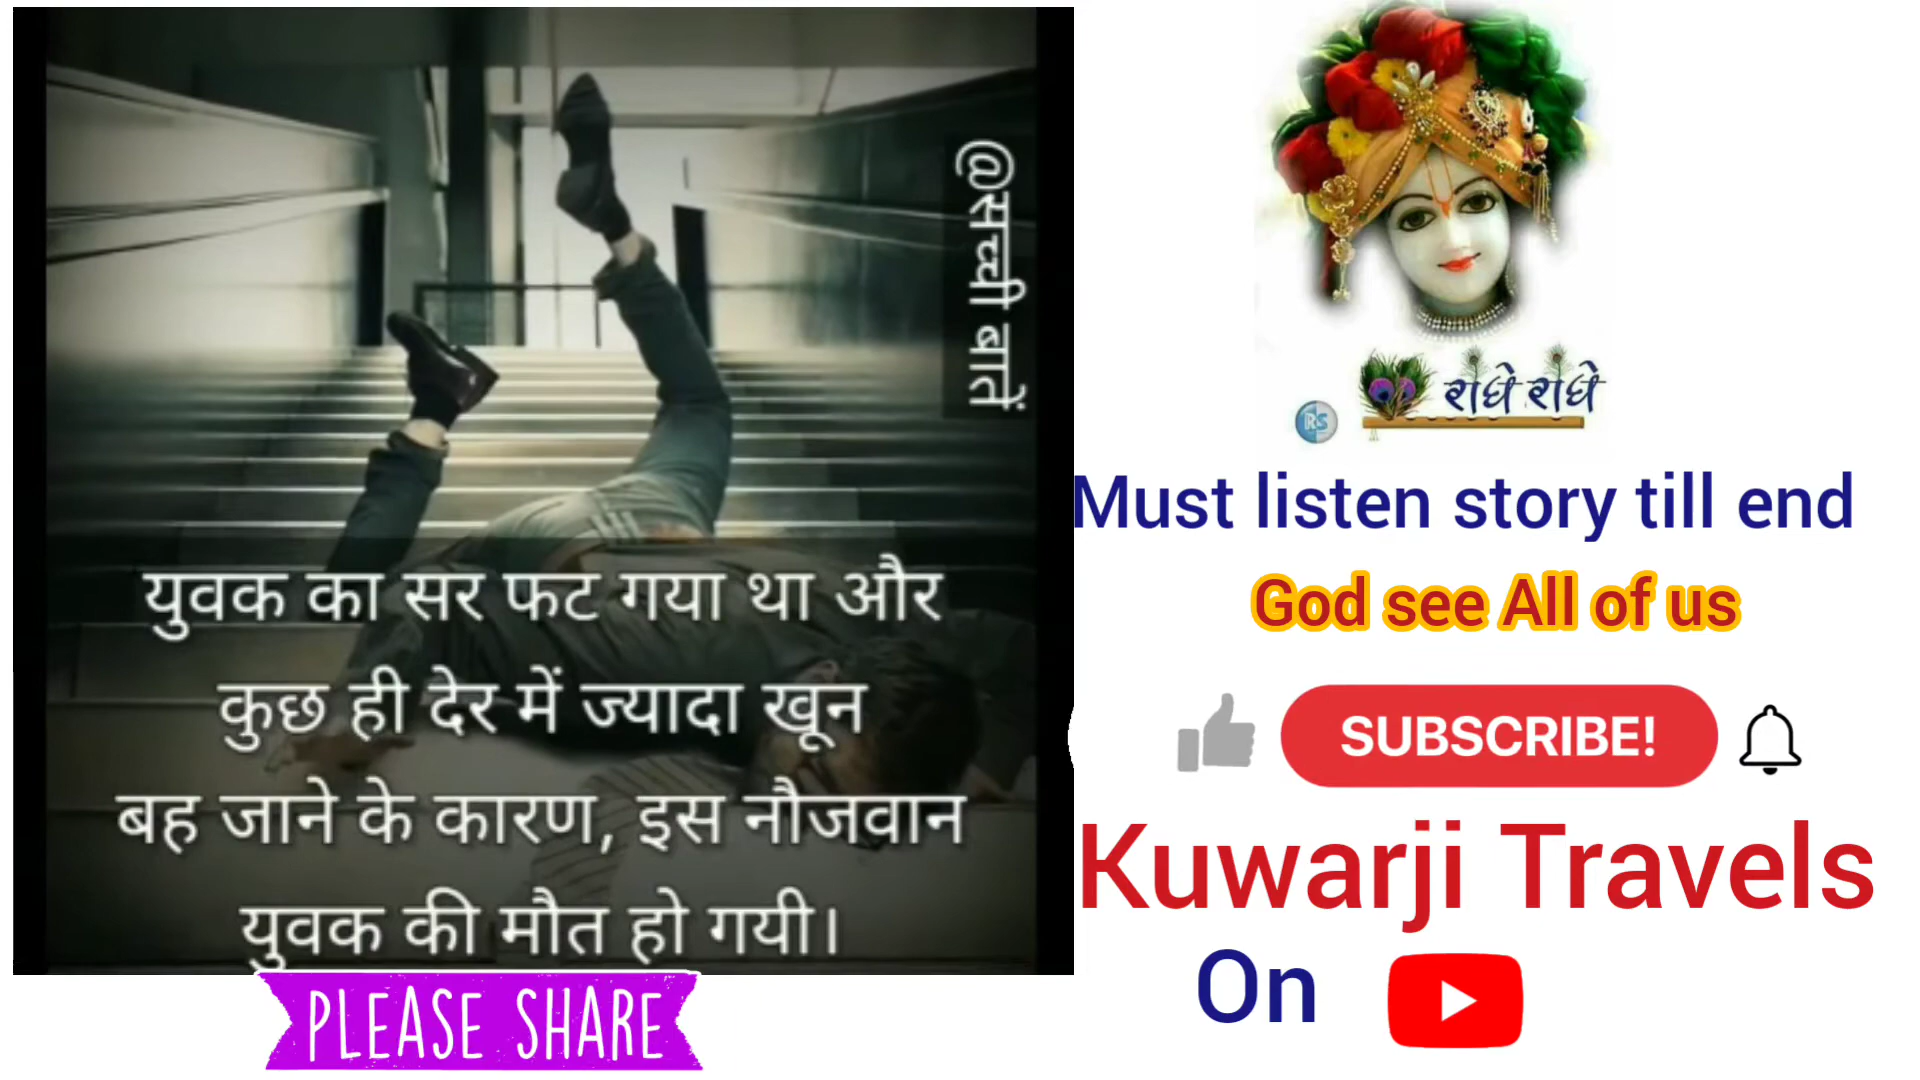 @सच्ची बातें
युवक का सर फट गया था और
कुछ ही देर में ज्यादा खून
बह जाने के कारण, इस नौजवान
युवक की मौत हो गयी।
PLEASE SHARE
राधे राधे
RS
Must listen story till end
God see All of us
SUBSCRIBE!
Kuwarji Travels
On